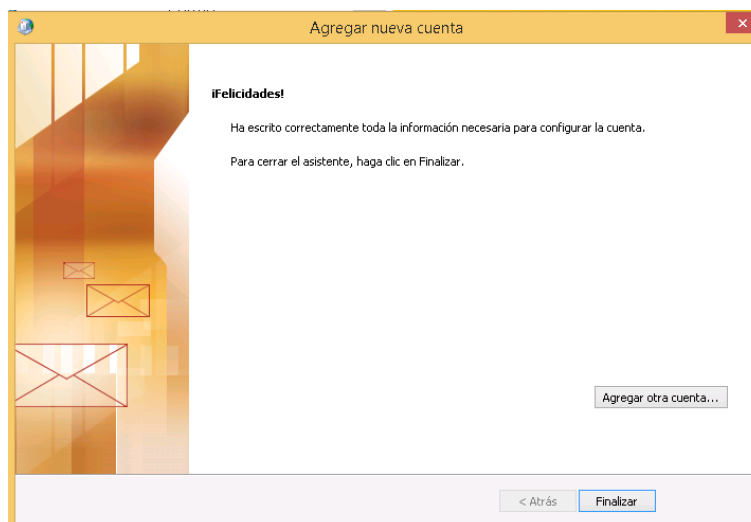 Agregar nueva cuenta
¡Felicidades!
Ha escrito correctamente toda la información necesaria para configurar la cuenta.
Para cerrar el asistente, haga clic en Finalizar.
Agregar otra cuenta...
< Atrás
Finalizar